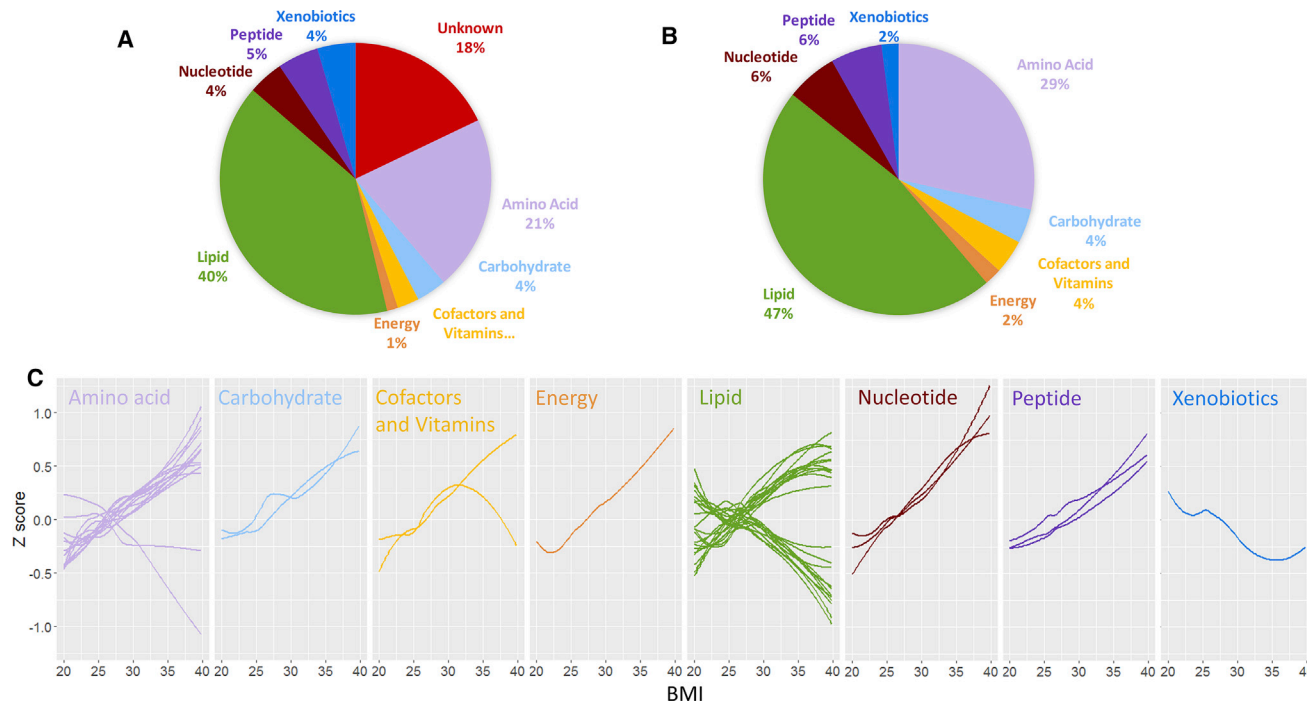 A
Xenobiotics
4%
Peptide
5%
Nucleotide
4%
Unknown
18%
Amino Acid
21%
Carbohydrate
4%
Cofactors and
Vitamins...
Energy
1%
Lipid
40%
B
Xenobiotics
2%
Peptide
6%
Nucleotide
6%
Amino Acid
29%
Carbohydrate
4%
Cofactors and
Vitamins
4%
Energy
2%
Lipid
47%
C
Amino acid
Carbohydrate
Cofactors
and Vitamins
Energy
Lipid
Nucleotide
Peptide
Xenobiotics
Z score
1.0
0.5
0.0
-0.5
-1.0
20 25 30 35 40
20 25 30 35 40
20 25 30 35 40
20 25 30 35 40
20 25 30 35 40
20 25 30 35 40
20 25 30 35 40
20 25 30 35 40
BMI